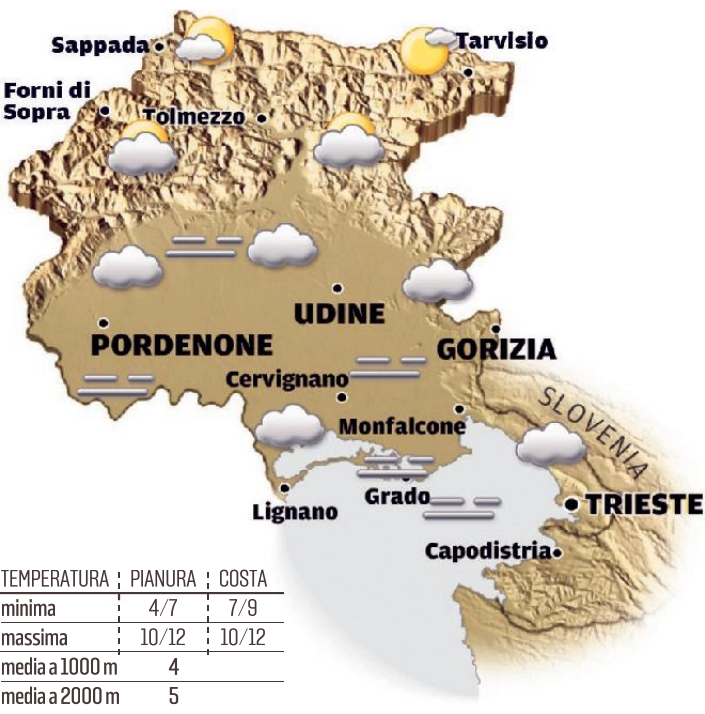 Sappada
Tarvisio
Forni di
Sopra
Tolmezzo
UDINE
PORDENONE
GORIZIA
Cervignano
SLOVENIA
Monfalcone
Grado
Lignano
TRIESTE
Capodistria
TEMPERATURA PIANURA COSTA
minima 4/7 7/9
massima 10/12 10/12
media a 1000 m 4
media a 2000 m 5